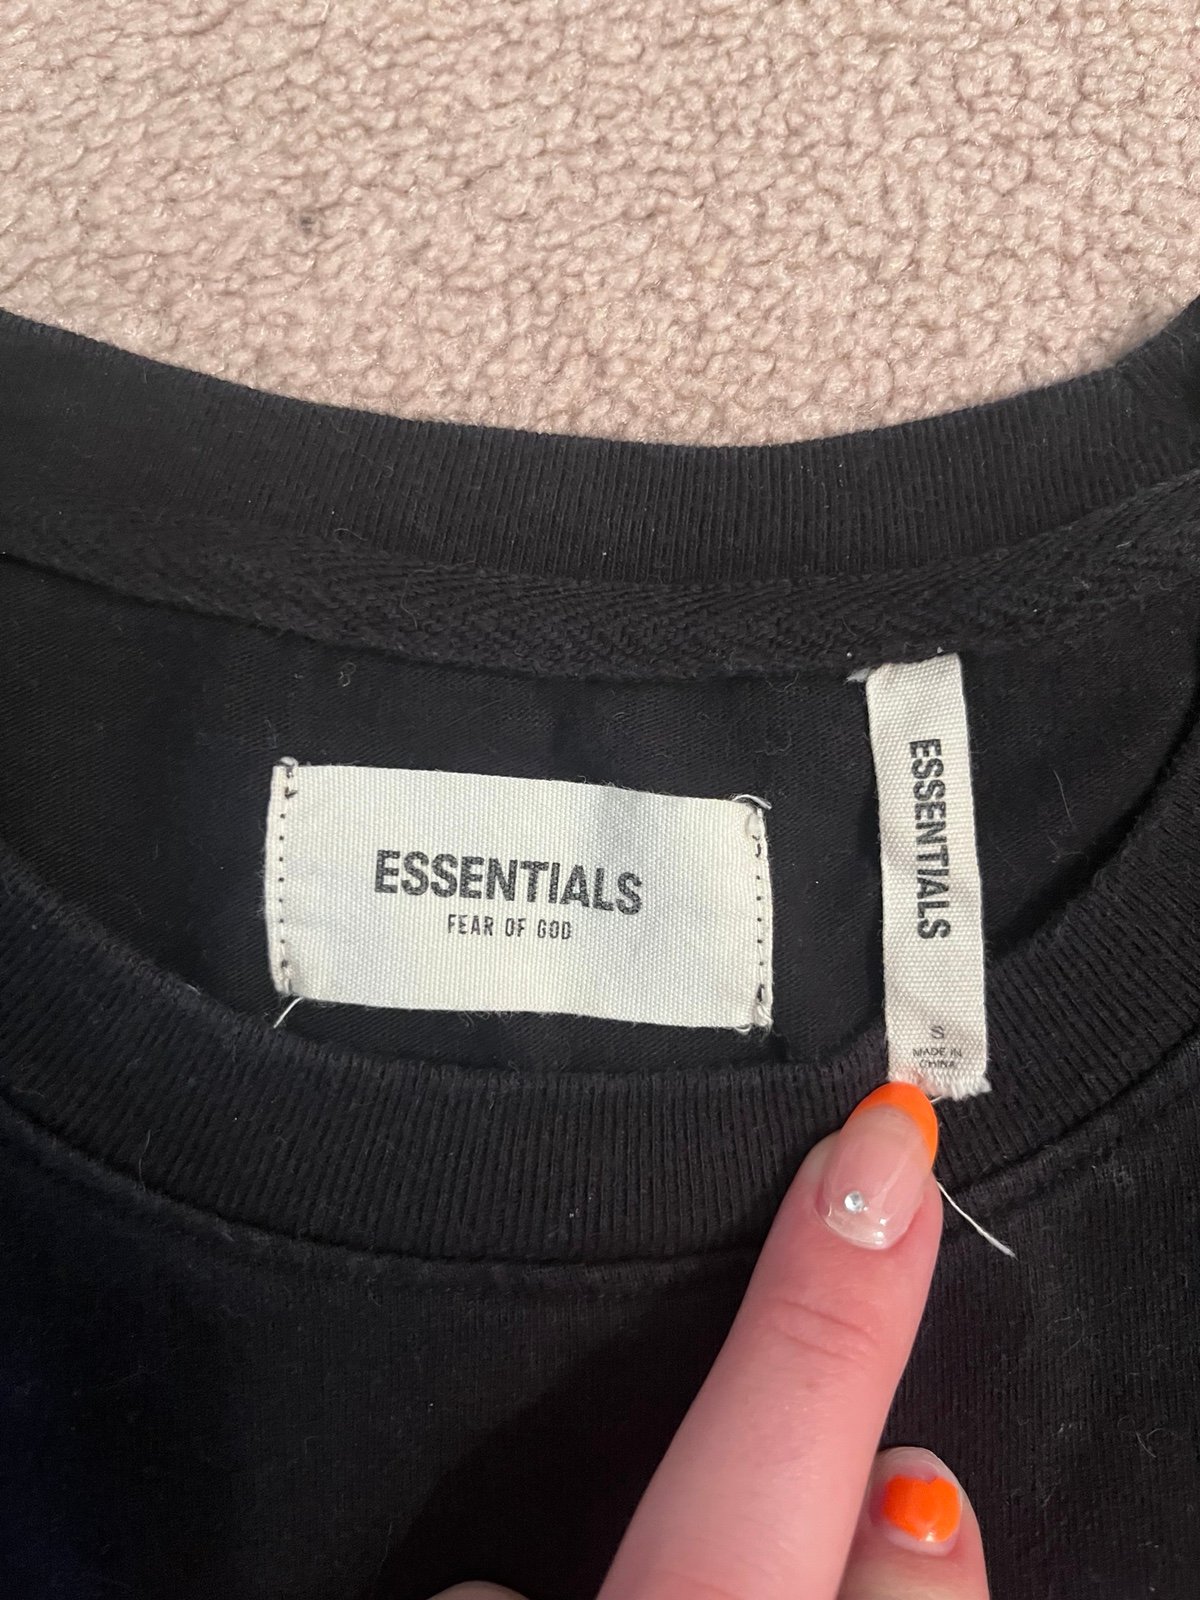 ESSENTIALS
FEAR OF GOD
ESSENTIALS
S
MADE IN
CHINA